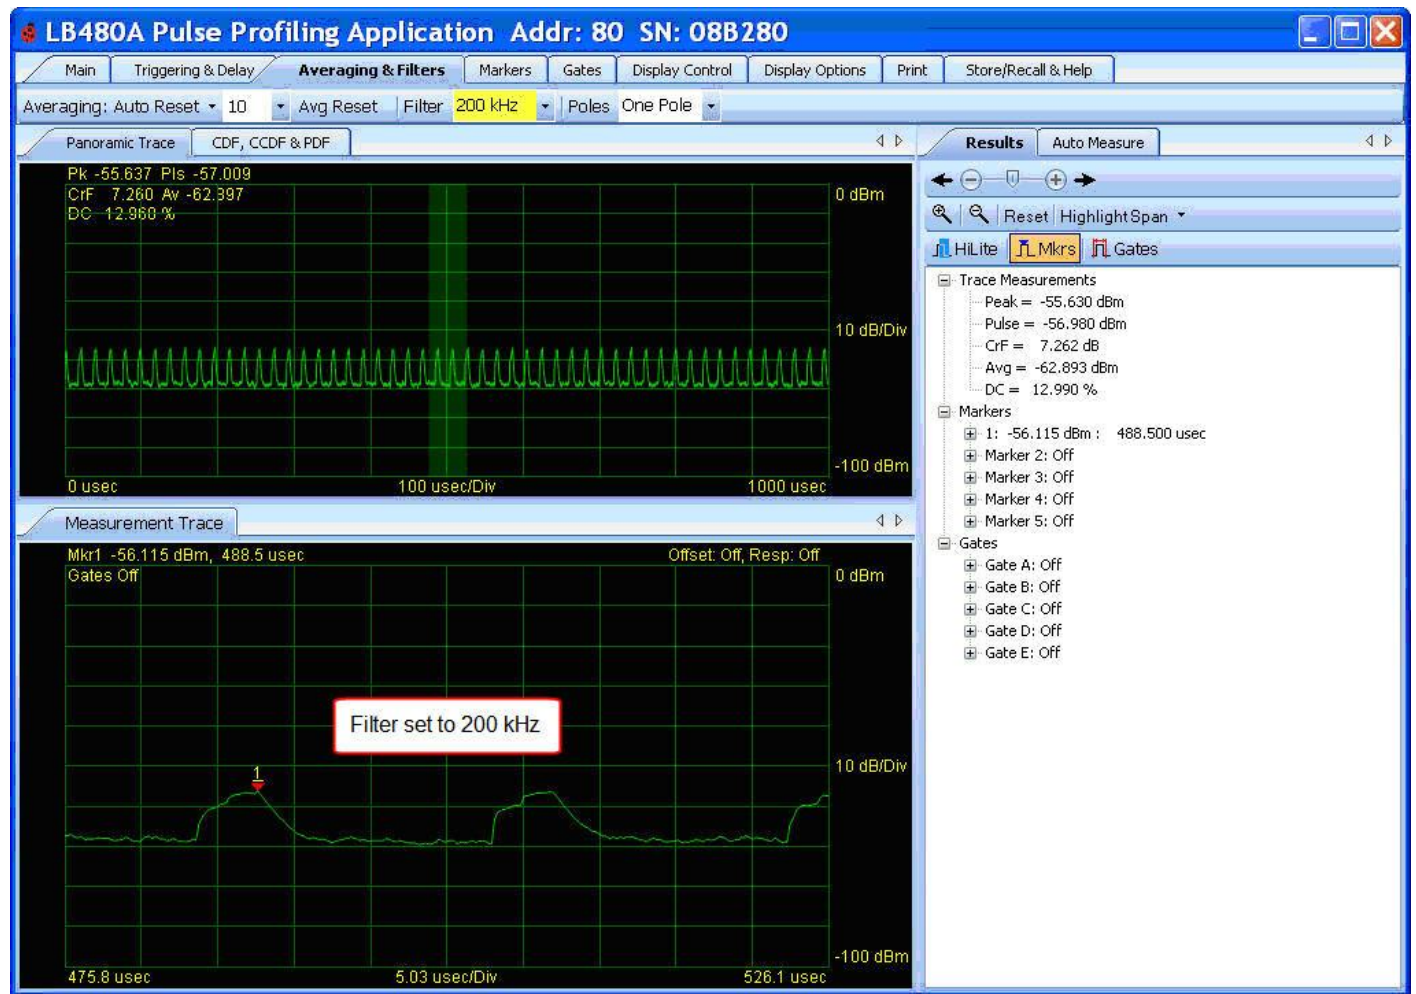 LB480A Pulse Profiling Application Addr: 80 SN: 08B280
Main Triggering & Delay Averaging & Filters Markers Gates Display Control Display Options Print Store/Recall & Help
Averaging: Auto Reset 10 Avg Reset Filter 200 kHz Poles One Pole
Panoramic Trace CDF, CCDF & PDF
Pk -55.637 Pls -57.009
CrF 7.260 Av -62.897
DC 12.960 %
0 dBm
10 dB/Div
-100 dBm
0 usec 100 usec/Div 1000 usec
Measurement Trace
Mkr1 -56.115 dBm, 488.5 usec Offset: Off, Resp: Off
Gates Off
0 dBm
Filter set to 200 kHz
1
10 dB/Div
-100 dBm
475.8 usec 5.03 usec/Div 526.1 usec
Results Auto Measure
Reset Highlight Span
HiLite Mkrs Gates
Trace Measurements
Peak = -55.630 dBm
Pulse = -56.980 dBm
CrF = 7.262 dB
Avg = -62.893 dBm
DC = 12.990 %
Markers
1: -56.115 dBm : 488.500 usec
Marker 2: Off
Marker 3: Off
Marker 4: Off
Marker 5: Off
Gates
Gate A: Off
Gate B: Off
Gate C: Off
Gate D: Off
Gate E: Off